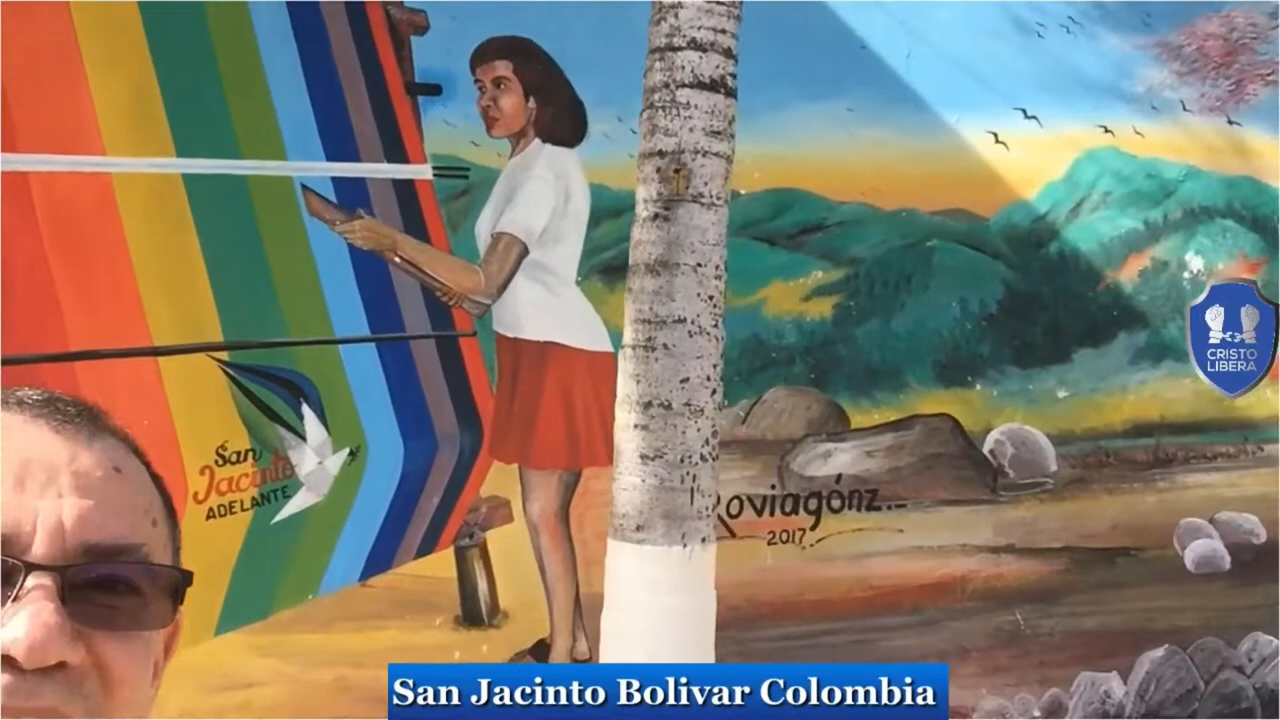 San
Jacinto
ADELANTE
Roviagónz.
2017
CRISTO
LIBERA
San Jacinto Bolivar Colombia